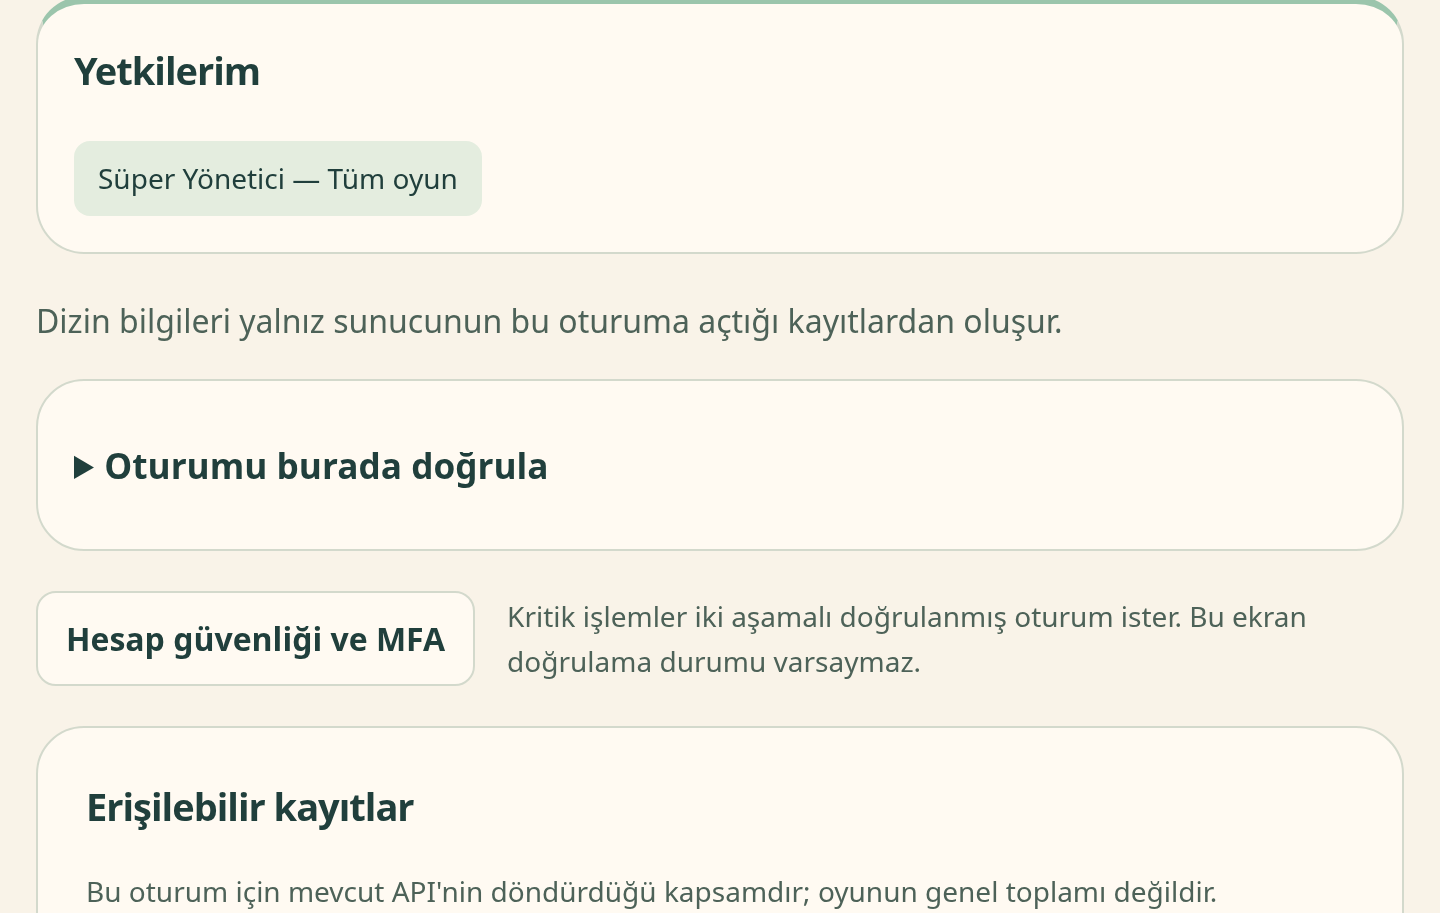 Yetkilerim
Süper Yönetici — Tüm oyun
Dizin bilgileri yalnız sunucunun bu oturuma açtığı kayıtlardan oluşur.
Oturumu burada doğrula
Hesap güvenliği ve MFA
Kritik işlemler iki aşamalı doğrulanmış oturum ister. Bu ekran
doğrulama durumu varsaymaz.
Erişilebilir kayıtlar
Bu oturum için mevcut API'nin döndürdüğü kapsamdır; oyunun genel toplamı değildir.